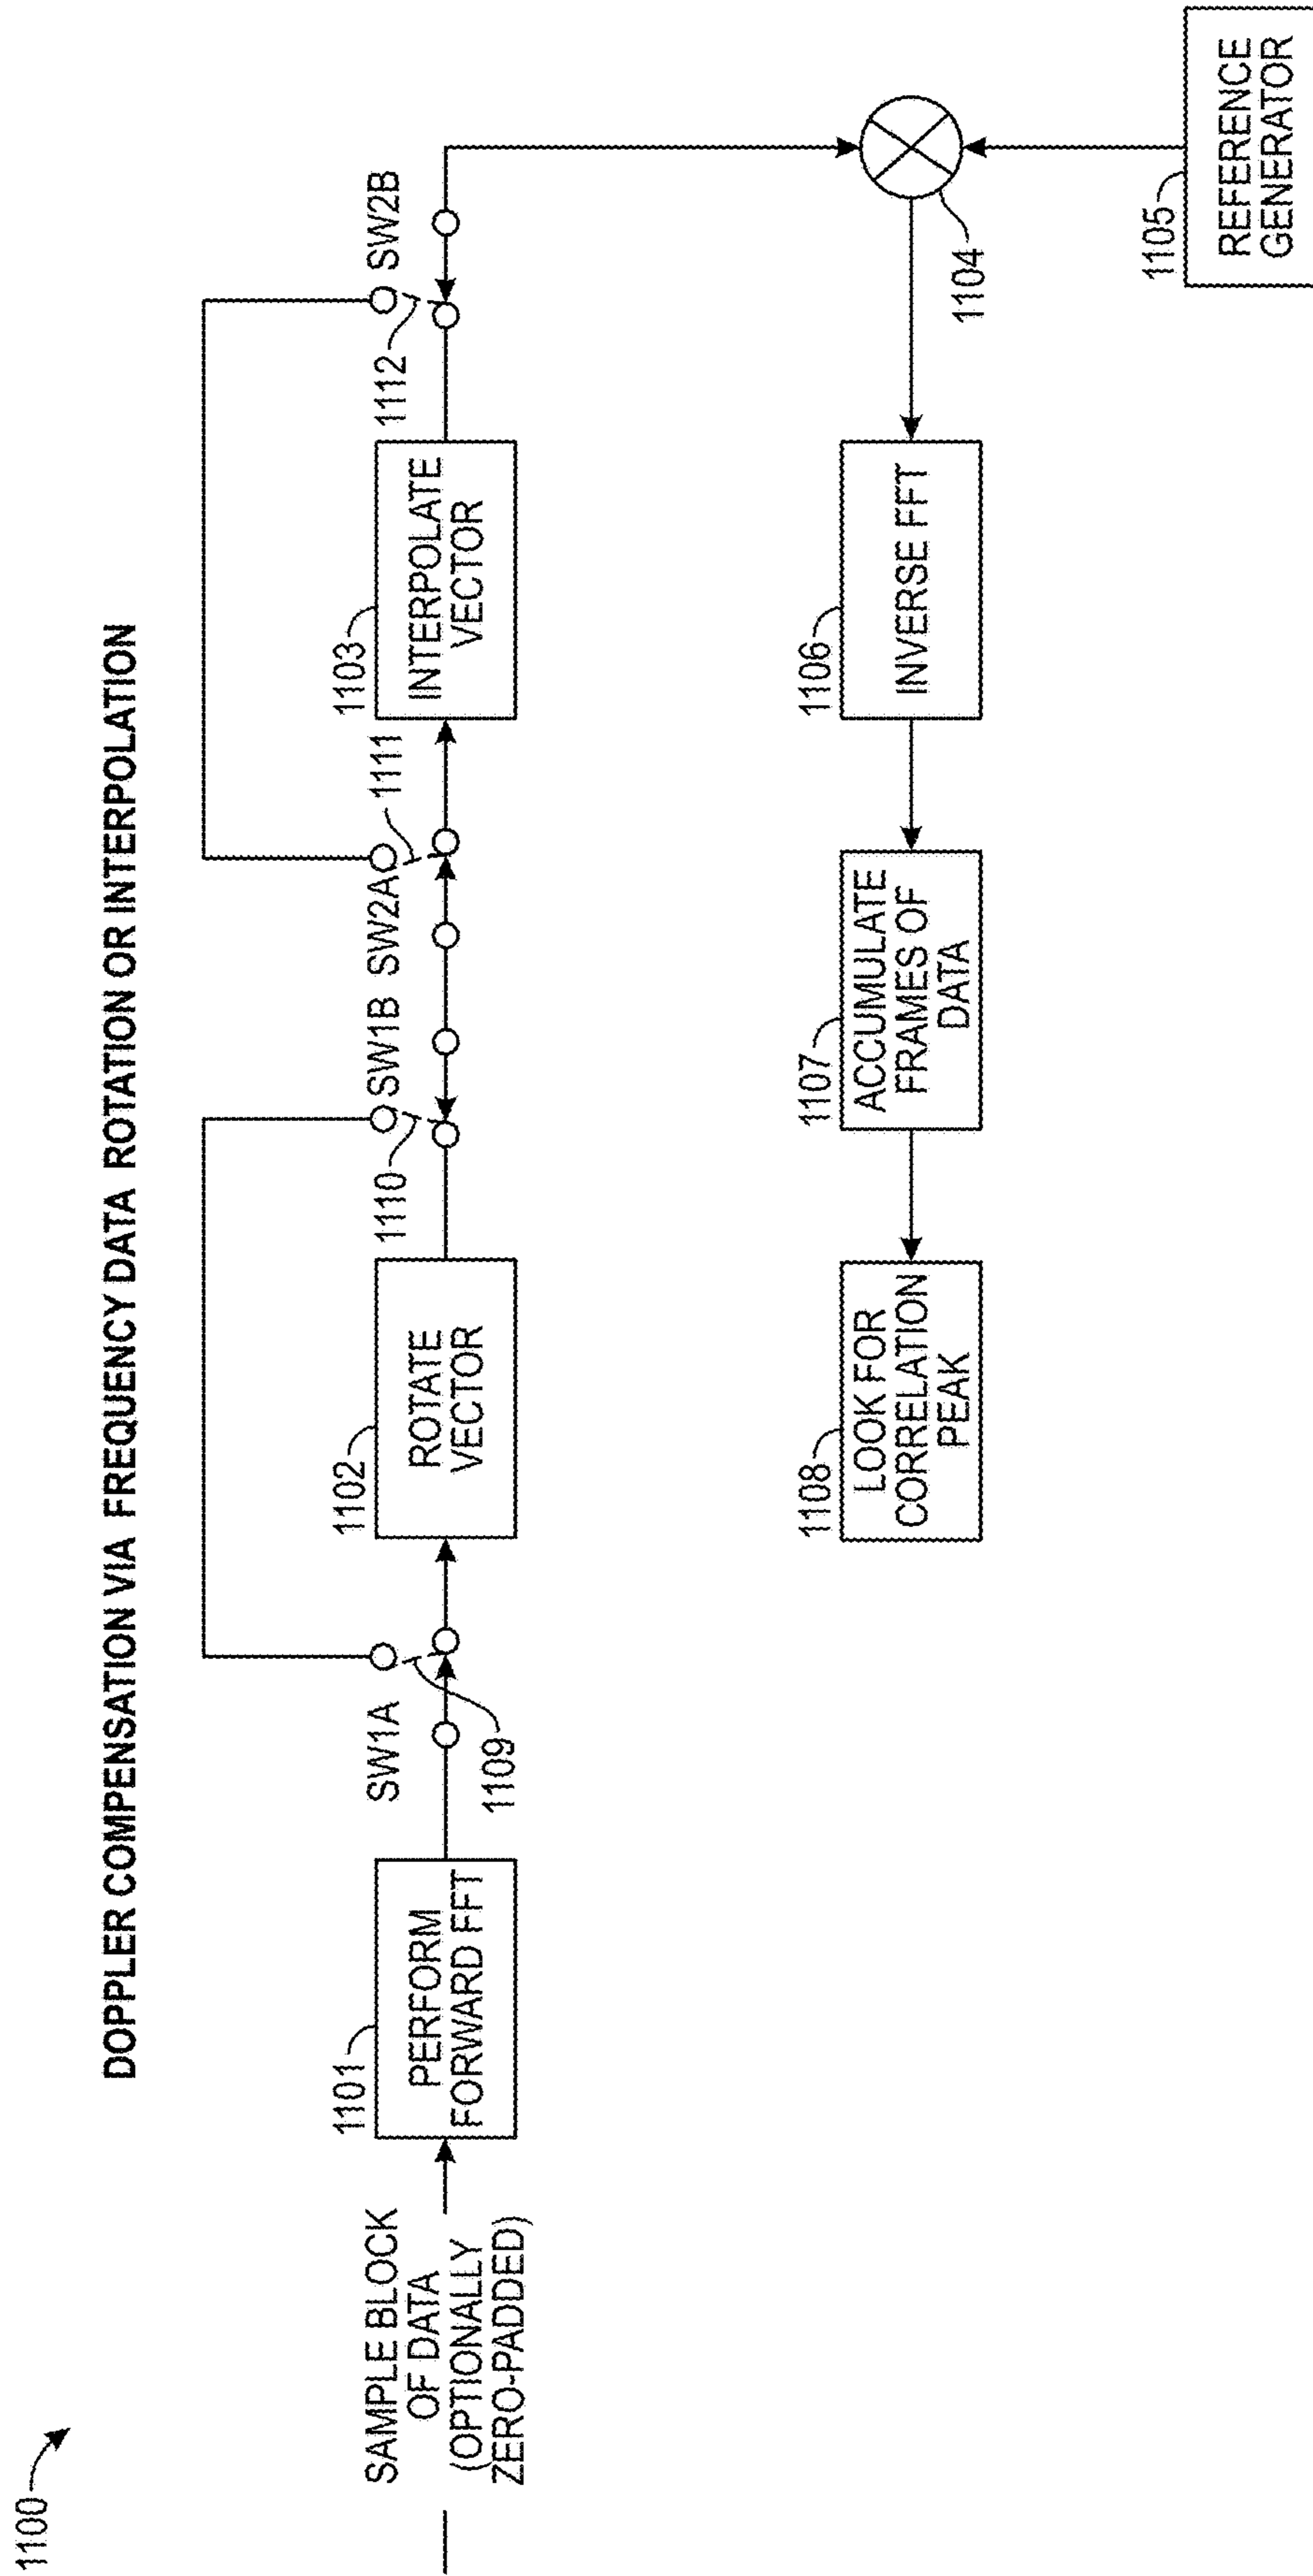 1100
DOPPLER COMPENSATION VIA FREQUENCY DATA ROTATION OR INTERPOLATION
SAMPLE BLOCK
OF DATA
(OPTIONALLY
ZERO-PADDED)
1101
PERFORM
FORWARD FFT
SW1A
1109
1102
ROTATE
VECTOR
1110
SW1B
SW2A
1111
1103
INTERPOLATE
VECTOR
1112
SW2B
1104
1105
REFERENCE
GENERATOR
1106
INVERSE FFT
1107
ACCUMULATE
FRAMES OF
DATA
1108
LOOK FOR
CORRELATION
PEAK